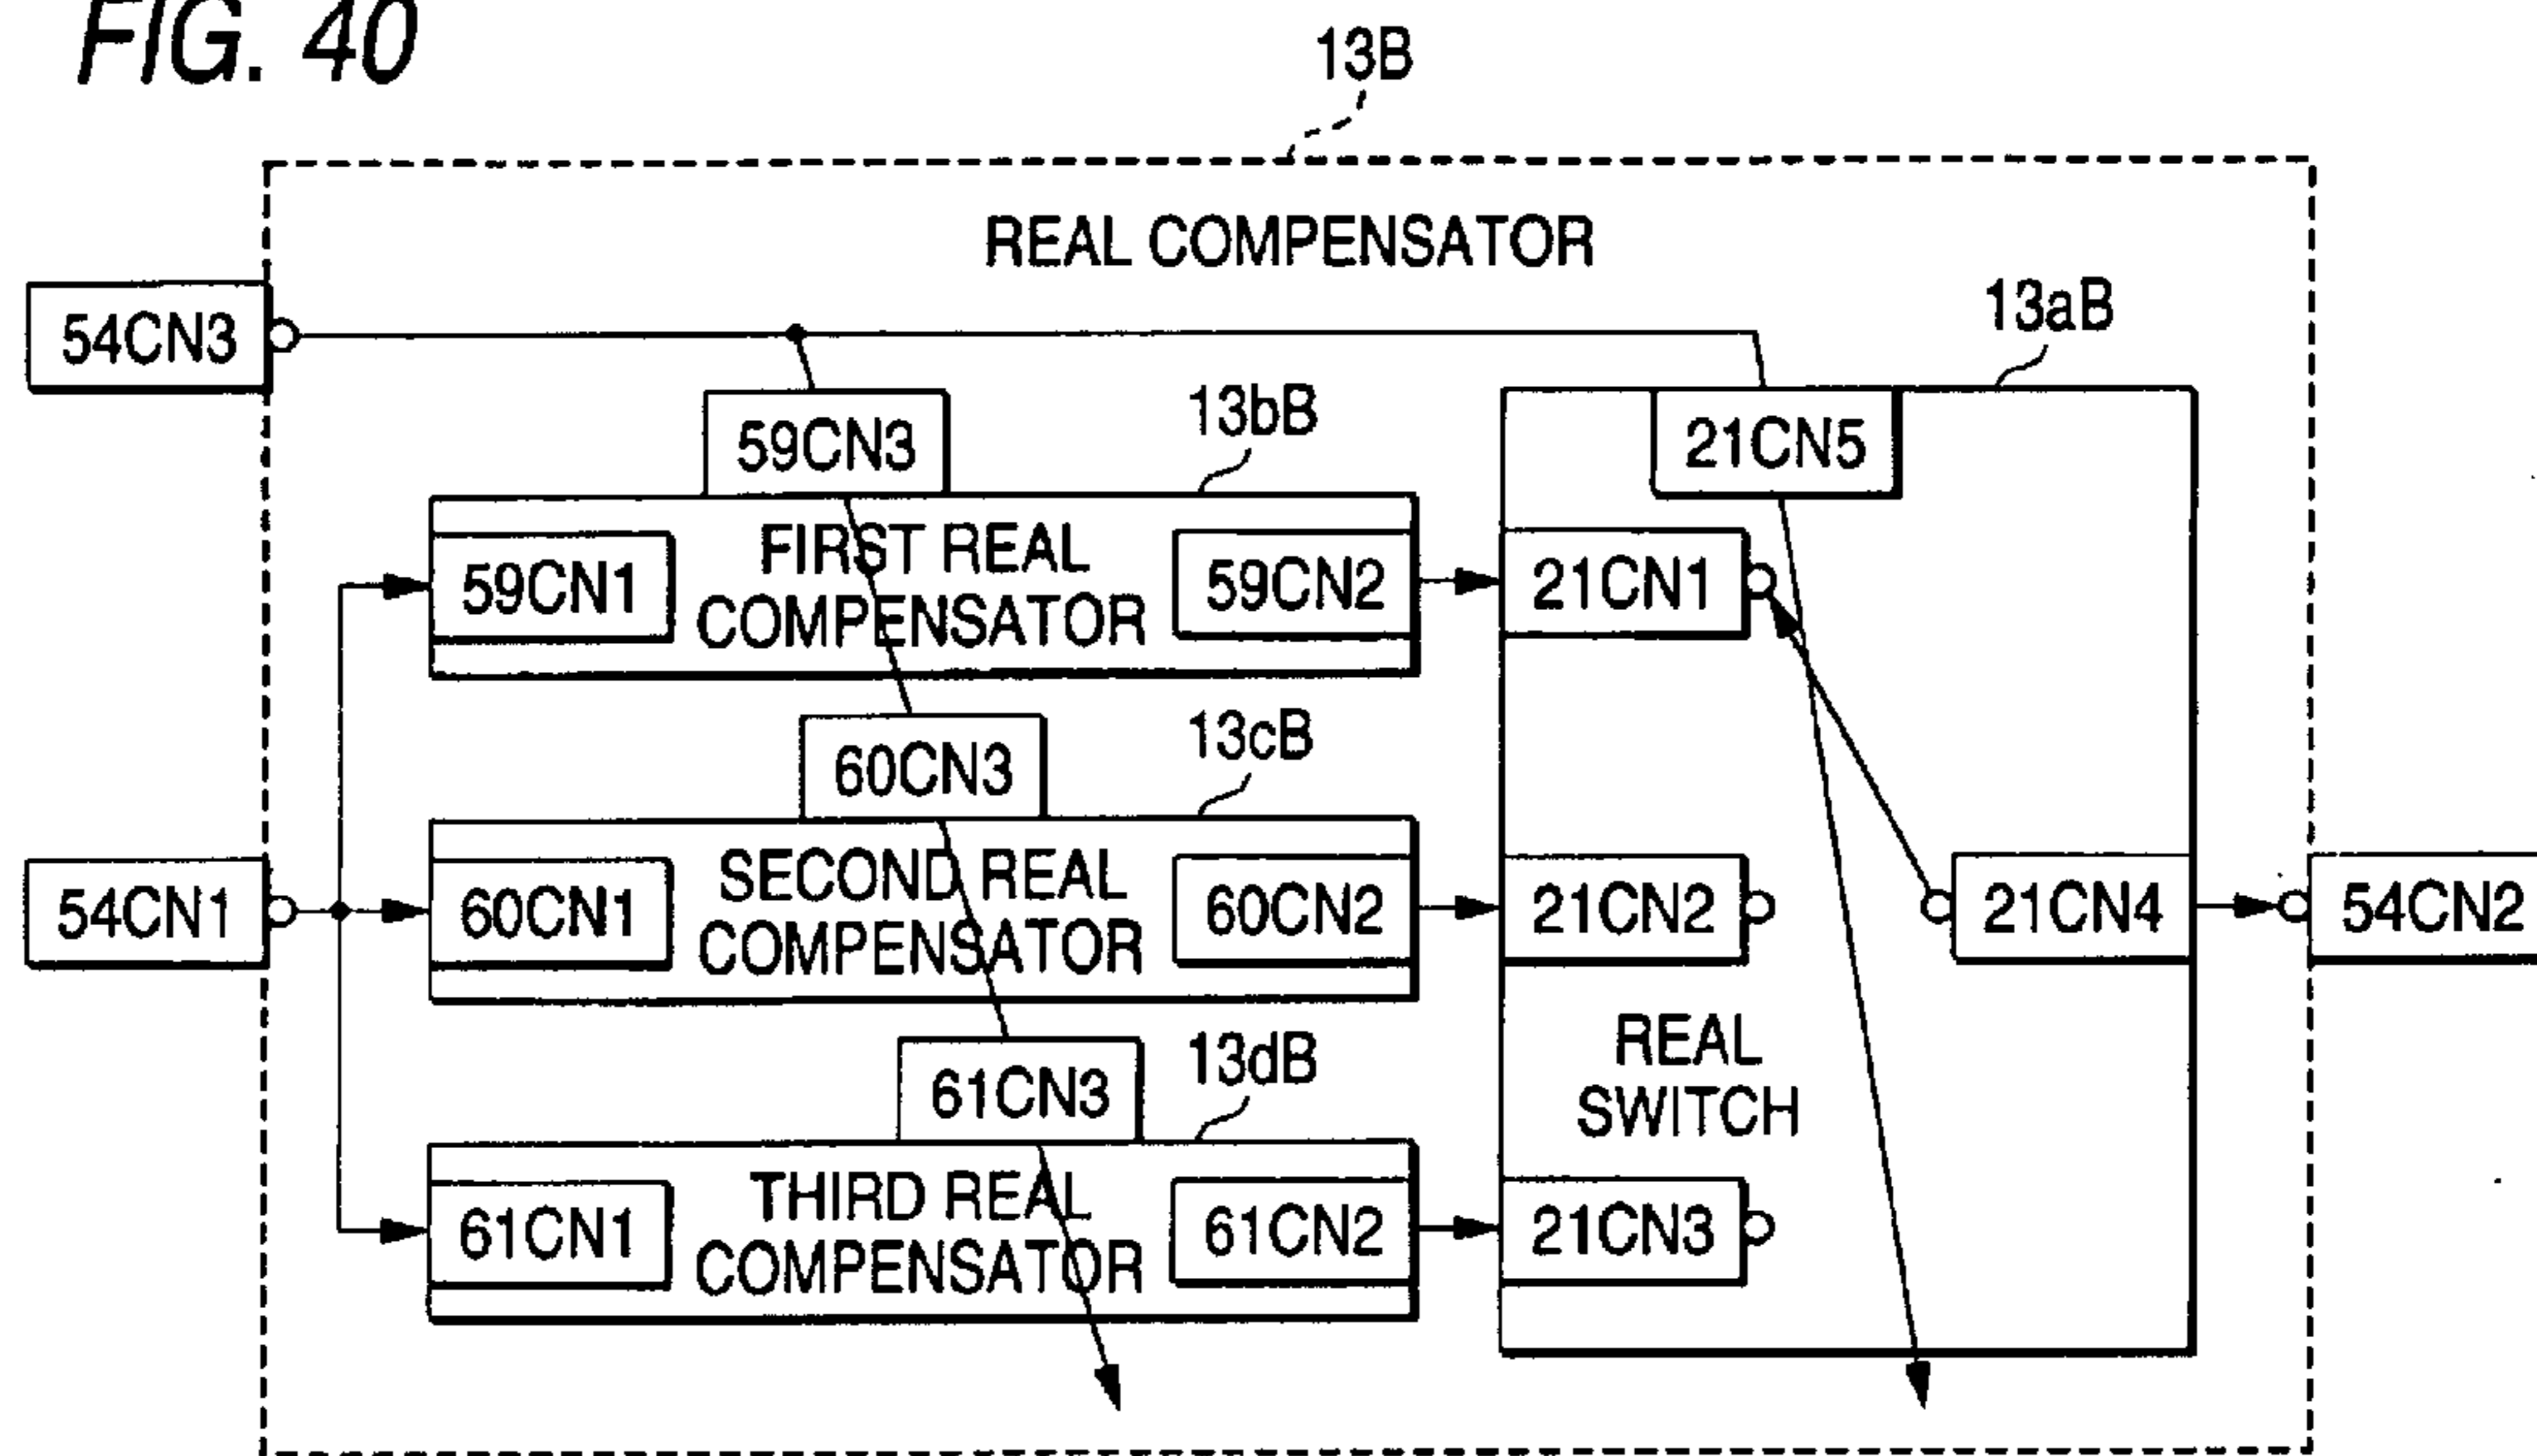 FIG. 40
13B
REAL COMPENSATOR
54CN3
13aB
59CN3
13bB
21CN5
59CN1
FIRST REAL
COMPENSATOR
59CN2
21CN1
60CN3
13cB
54CN1
60CN1
SECOND REAL
COMPENSATOR
60CN2
21CN2
21CN4
54CN2
61CN3
13dB
REAL
SWITCH
61CN1
THIRD REAL
COMPENSATOR
61CN2
21CN3